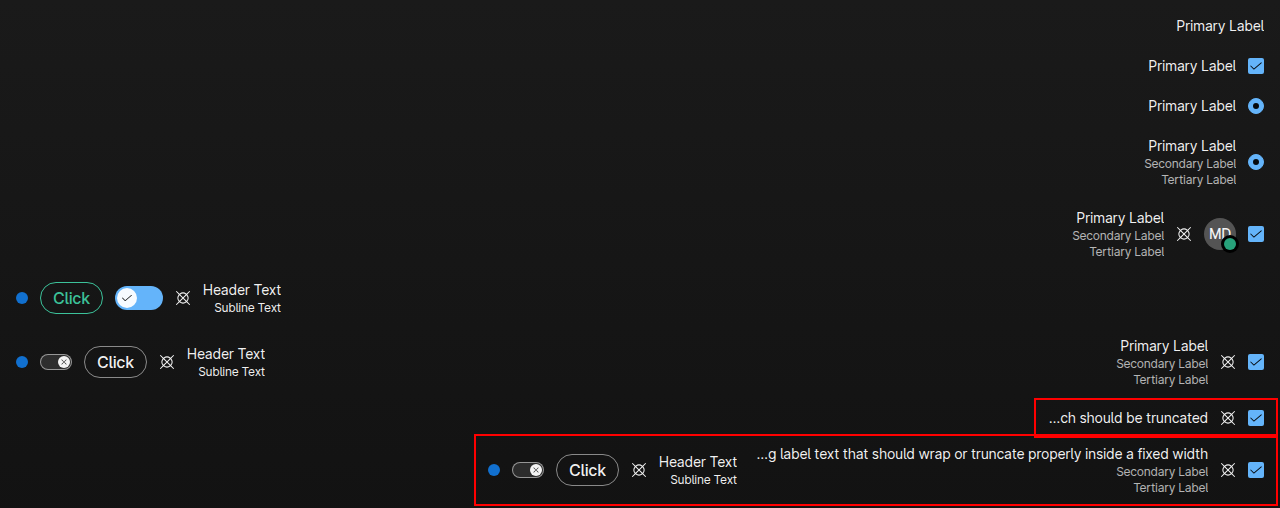 Primary Label
Primary Label
Primary Label
Primary Label
Secondary Label
Tertiary Label
Primary Label
Secondary Label
Tertiary Label
MD
Click
Header Text
Subline Text
Click
Header Text
Subline Text
Primary Label
Secondary Label
Tertiary Label
...ch should be truncated
Click
Header Text
Subline Text
...g label text that should wrap or truncate properly inside a fixed width
Secondary Label
Tertiary Label